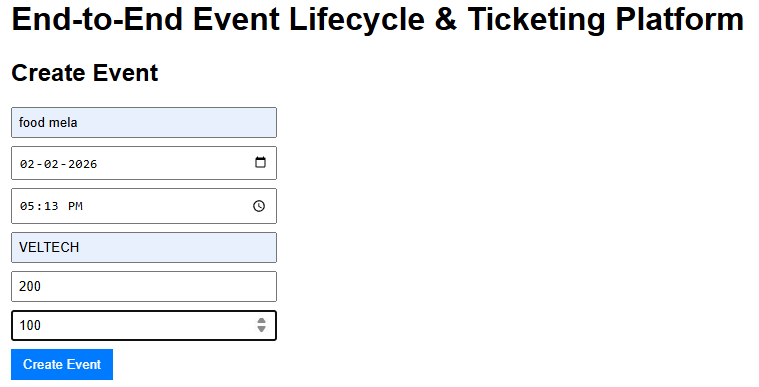 End-to-End Event Lifecycle & Ticketing Platform
Create Event
food mela
02-02-2026
05:13 PM
VELTECH
200
100
Create Event